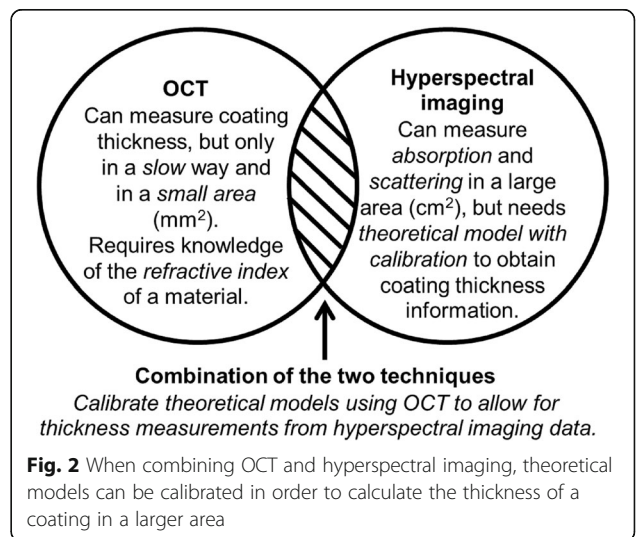 OCT
Can measure coating
thickness, but only
in a slow way and
in a small area
(mm²).
Requires knowledge
of the refractive index
of a material.
Hyperspectral
imaging
Can measure
absorption and
scattering in a large
area (cm²), but needs
theoretical model with
calibration to obtain
coating thickness
information.
Combination of the two techniques
Calibrate theoretical models using OCT to allow for
thickness measurements from hyperspectral imaging data.
Fig. 2 When combining OCT and hyperspectral imaging, theoretical
models can be calibrated in order to calculate the thickness of a
coating in a larger area